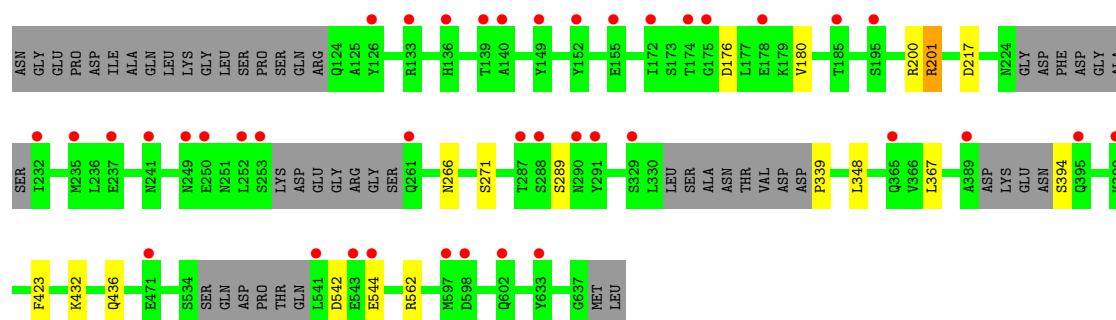 ASN GLY GLU PRO ASP ILE ALA GLN LEU LYS GLY LEU SER PRO SER GLN ARG Q124 A125 Y126 R133 H136 T139 A140 Y149 Y152 E155 I172 S173 T174 G175 D176 L177 E178 K179 V180 T185 S195 R200 R201 D217 N224 GLY ASP PHE ASP GLY ALA
SER I232 M235 L236 E237 N241 N249 E250 N251 L252 S253 LYS ASP GLU GLY ARG GLY SER Q261 N266 S271 T287 S288 S289 N290 Y291 S329 L330 LEU SER ALA ASN THR VAL ASP ASP P339 L348 Q365 V366 L367 A389 ASP LYS GLU ASN S394 Q395
F423 K432 Q436 E471 S534 SER GLN ASP PRO THR GLN L541 D542 E543 E544 R562 M597 D598 Q602 Y633 G637 MET LEU